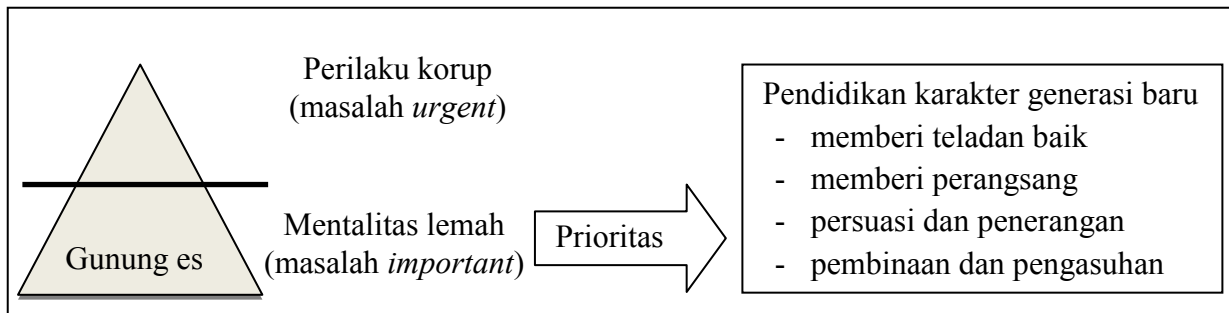 Perilaku korup
(masalah urgent)
Gunung es
Mentalitas lemah
(masalah important)
Prioritas
Pendidikan karakter generasi baru
- memberi teladan baik
- memberi perangsang
- persuasi dan penerangan
- pembinaan dan pengasuhan